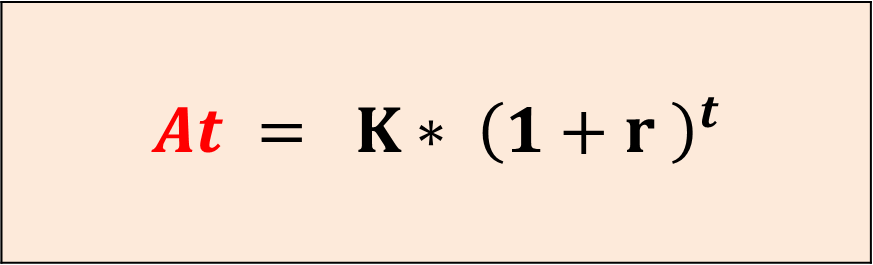 At = K * (1 + r )^t